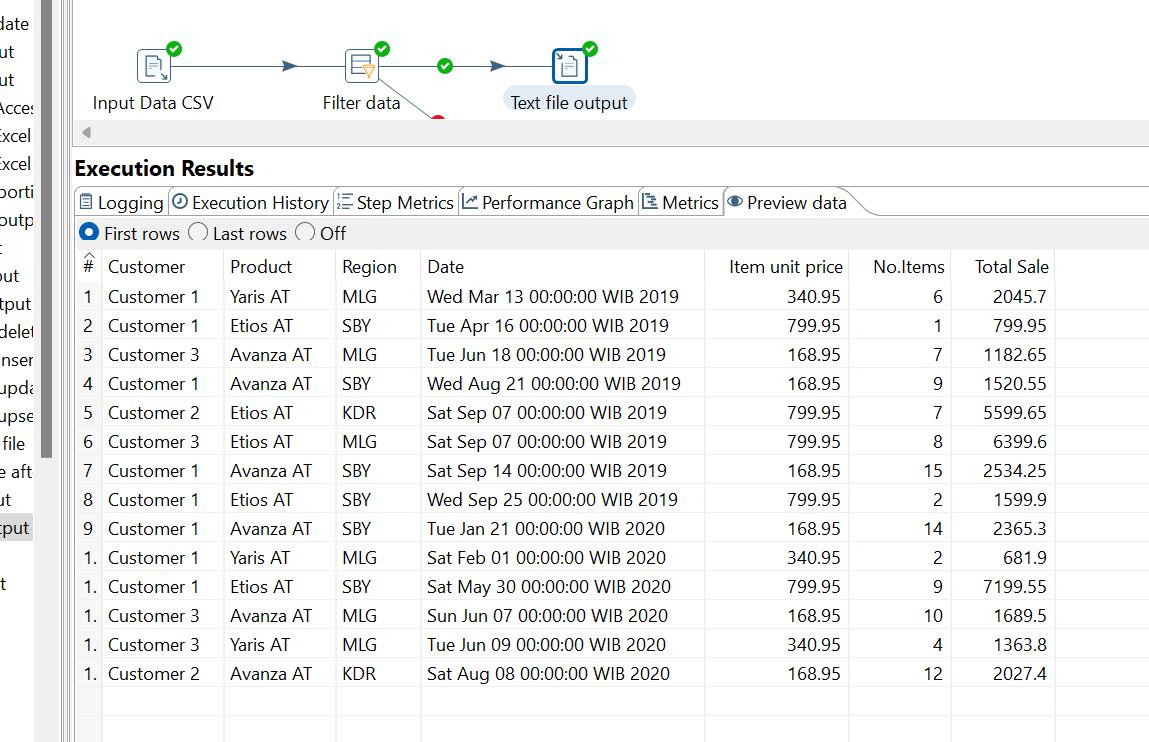 date
ut
ut
Acces
Excel
Excel
porti
outp
t
out
tput
delet
inser
upda
upse
file
e aft
ut
tput
t
Input Data CSV Filter data Text file output
Execution Results
Logging Execution History Step Metrics Performance Graph Metrics Preview data
First rows Last rows Off
# Customer Product Region Date Item unit price No.Items Total Sale
1 Customer 1 Yaris AT MLG Wed Mar 13 00:00:00 WIB 2019 340.95 6 2045.7
2 Customer 1 Etios AT SBY Tue Apr 16 00:00:00 WIB 2019 799.95 1 799.95
3 Customer 3 Avanza AT MLG Tue Jun 18 00:00:00 WIB 2019 168.95 7 1182.65
4 Customer 1 Avanza AT SBY Wed Aug 21 00:00:00 WIB 2019 168.95 9 1520.55
5 Customer 2 Etios AT KDR Sat Sep 07 00:00:00 WIB 2019 799.95 7 5599.65
6 Customer 3 Etios AT MLG Sat Sep 07 00:00:00 WIB 2019 799.95 8 6399.6
7 Customer 1 Avanza AT SBY Sat Sep 14 00:00:00 WIB 2019 168.95 15 2534.25
8 Customer 1 Etios AT SBY Wed Sep 25 00:00:00 WIB 2019 799.95 2 1599.9
9 Customer 1 Avanza AT SBY Tue Jan 21 00:00:00 WIB 2020 168.95 14 2365.3
1. Customer 1 Yaris AT MLG Sat Feb 01 00:00:00 WIB 2020 340.95 2 681.9
1. Customer 1 Etios AT SBY Sat May 30 00:00:00 WIB 2020 799.95 9 7199.55
1. Customer 3 Avanza AT MLG Sun Jun 07 00:00:00 WIB 2020 168.95 10 1689.5
1. Customer 3 Yaris AT MLG Tue Jun 09 00:00:00 WIB 2020 340.95 4 1363.8
1. Customer 2 Avanza AT KDR Sat Aug 08 00:00:00 WIB 2020 168.95 12 2027.4